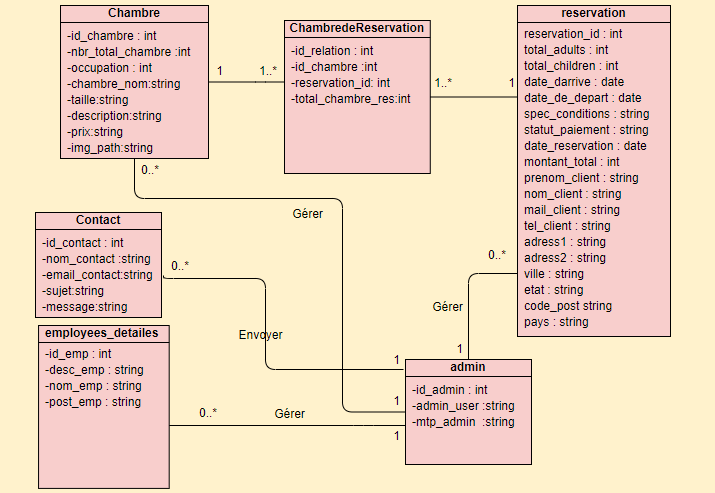 Chambre
-id_chambre : int
-nbr_total_chambre :int
-occupation : int
-chambre_nom:string
-taille:string
-description:string
-prix:string
-img_path:string
1
1..*
ChambredeReservation
-id_relation : int
-id_chambre :int
-reservation_id: int
-total_chambre_res:int
1..*
1
reservation
reservation_id : int
total_adults : int
total_children : int
date_darrive : date
date_de_depart : date
spec_conditions : string
statut_paiement : string
date_reservation : date
montant_total : int
prenom_client : string
nom_client : string
mail_client : string
tel_client : string
adress1 : string
adress2 : string
ville : string
etat : string
code_post string
pays : string
0..*
Gérer
Contact
-id_contact : int
-nom_contact :string
-email_contact:string
-sujet:string
-message:string
0..*
Envoyer
1
0..*
Gérer
1
employees_detailes
-id_emp : int
-desc_emp : string
-nom_emp : string
-post_emp : string
0..*
Gérer
1
1
admin
-id_admin : int
-admin_user :string
-mtp_admin :string